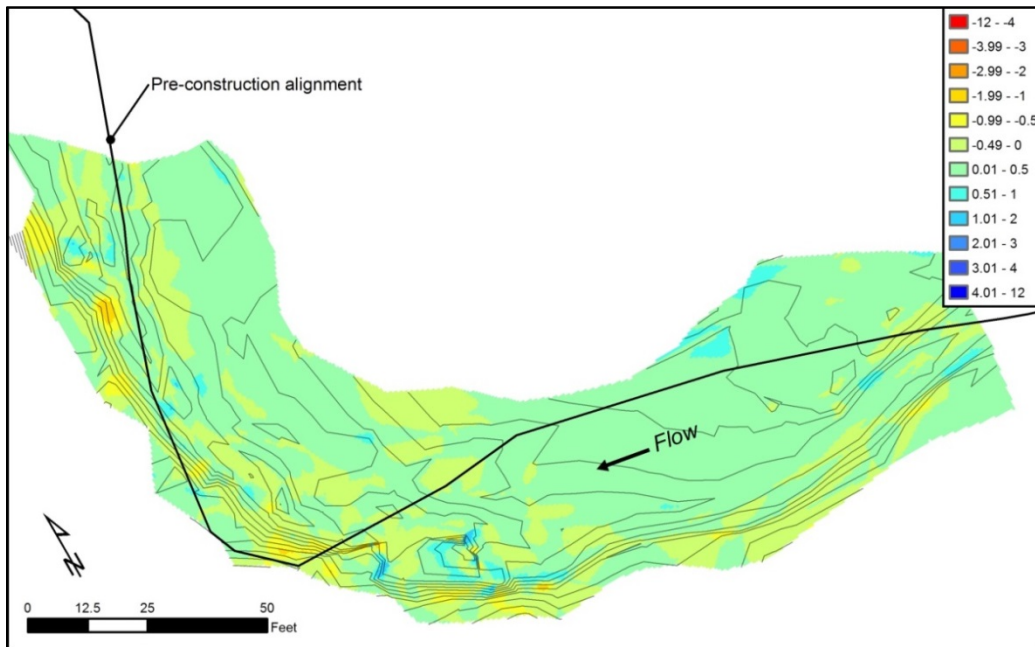 -12 - -4
-3.99 - -3
-2.99 - -2
-1.99 - -1
-0.99 - -0.5
-0.49 - 0
0.01 - 0.5
0.51 - 1
1.01 - 2
2.01 - 3
3.01 - 4
4.01 - 12
Pre-construction alignment
Flow
N
0 12.5 25 50
Feet